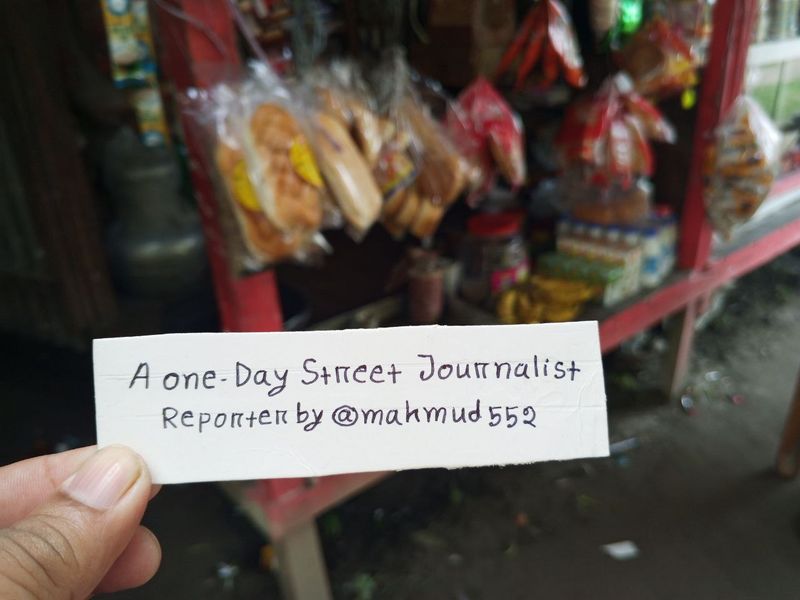 A one-Day Street Journalist
Reporter by @mahmud552